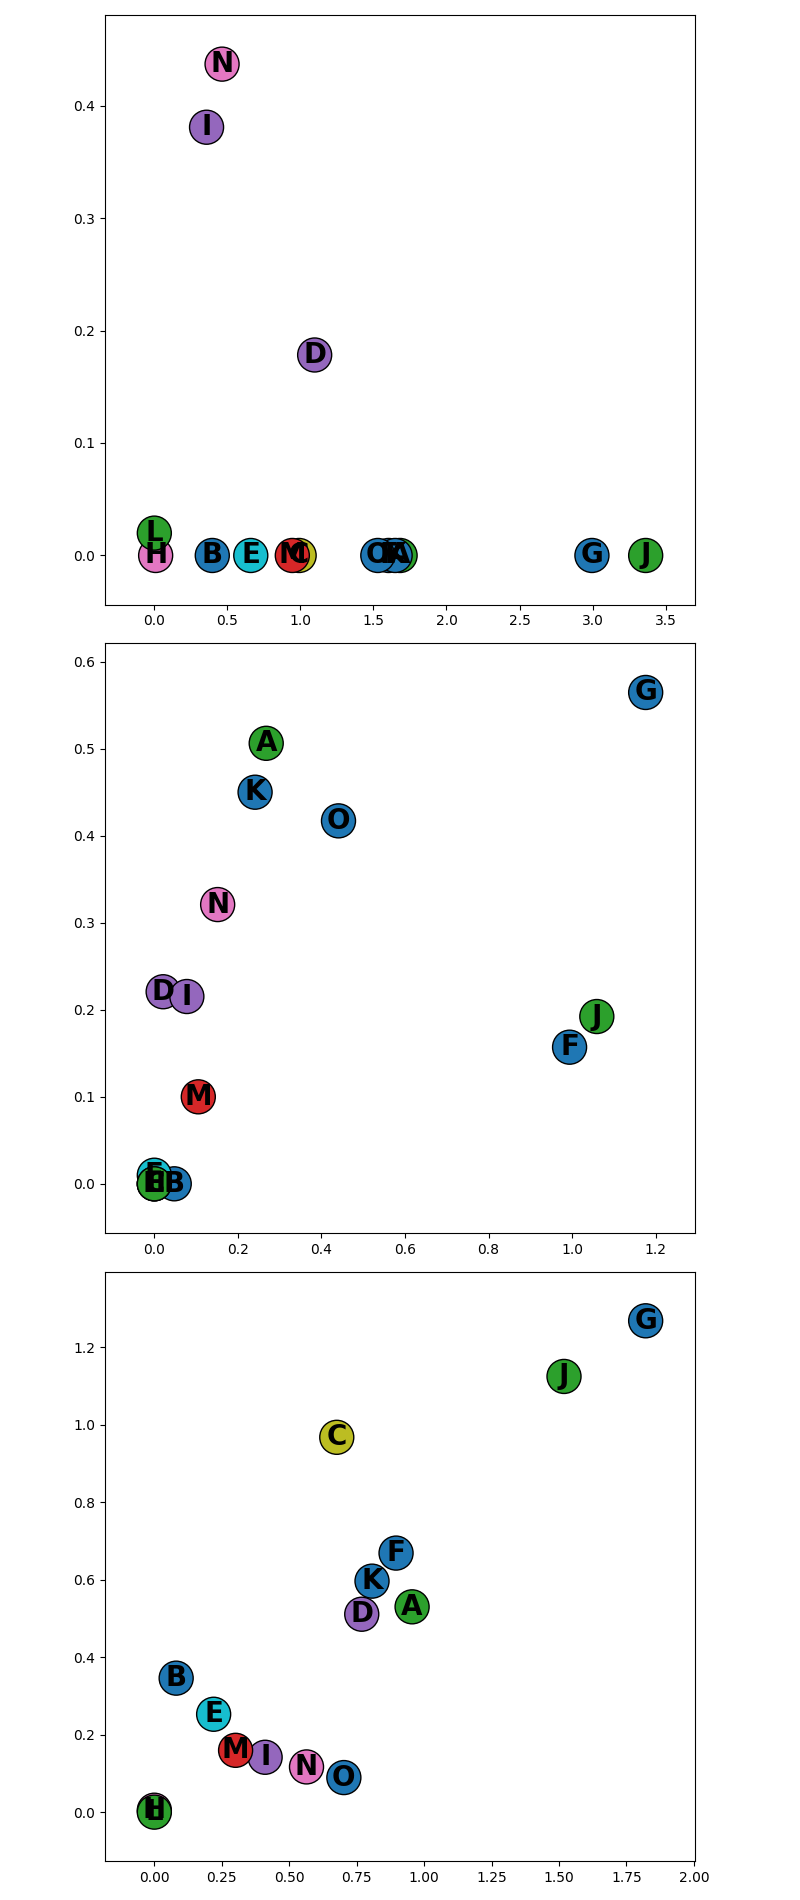 N
0.4
I
0.3
0.2
D
0.1
L
0.0 H B E M C O A G J
0.0 0.5 1.0 1.5 2.0 2.5 3.0 3.5
0.6
G
A
0.5
K
O
0.4
N
0.3
D I
0.2
J
F
M
0.1
E
0.0 B
0.0 0.2 0.4 0.6 0.8 1.0 1.2
G
1.2
J
1.0 C
0.8
F
0.6 K
D A
0.4
B
E
0.2
M I N O
0.0 L
0.00 0.25 0.50 0.75 1.00 1.25 1.50 1.75 2.00